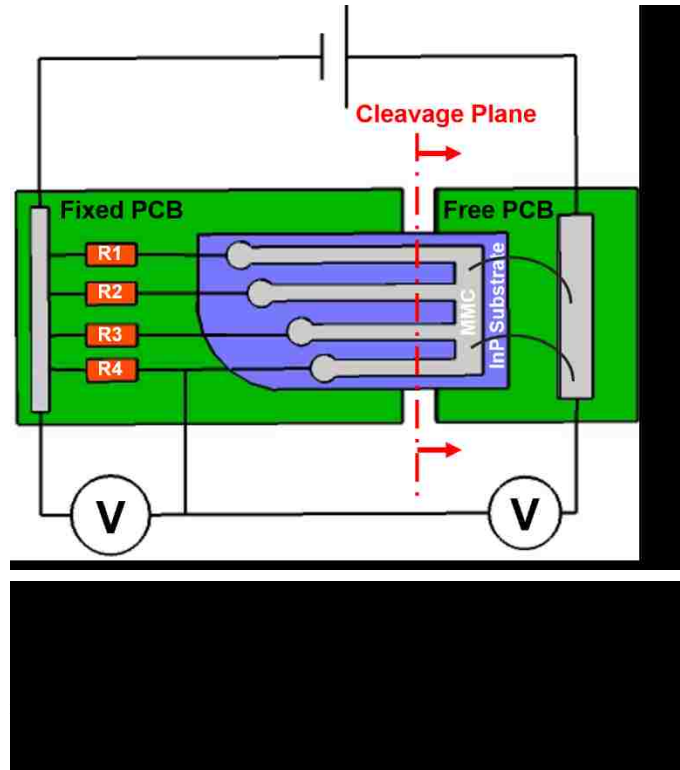 Cleavage Plane
Fixed PCB
Free PCB
R1
R2
R3
R4
MMC
InP Substrate
V
V